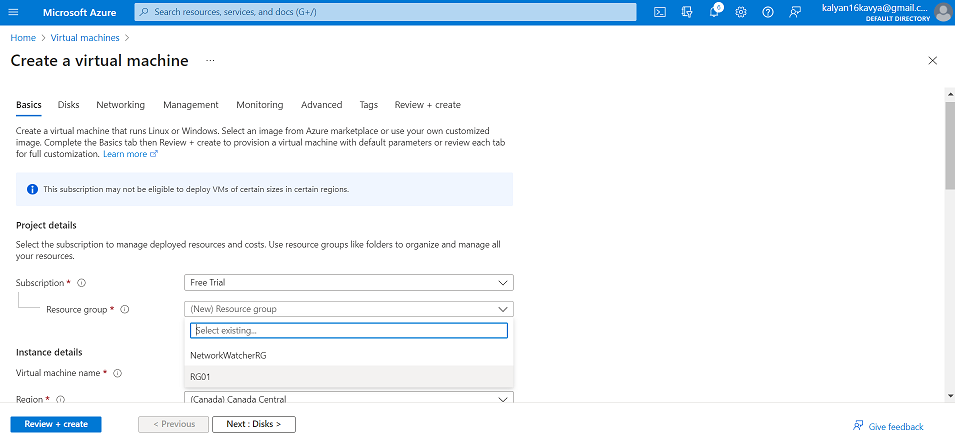 Microsoft Azure
Search resources, services, and docs (G+/)
6
kalyan16kavya@gmail.c...
DEFAULT DIRECTORY
Home > Virtual machines >
Create a virtual machine ...
Basics Disks Networking Management Monitoring Advanced Tags Review + create
Create a virtual machine that runs Linux or Windows. Select an image from Azure marketplace or use your own customized
image. Complete the Basics tab then Review + create to provision a virtual machine with default parameters or review each tab
for full customization. Learn more
This subscription may not be eligible to deploy VMs of certain sizes in certain regions.
Project details
Select the subscription to manage deployed resources and costs. Use resource groups like folders to organize and manage all
your resources.
Subscription * Free Trial
Resource group * (New) Resource group
Select existing...
NetworkWatcherRG
Instance details
Virtual machine name *
RG01
Region * (Canada) Canada Central
Review + create < Previous Next : Disks > Give feedback